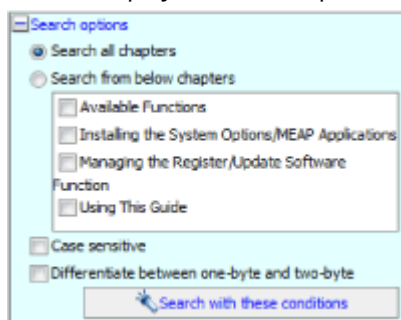 Search options
Search all chapters
Search from below chapters
Available Functions
Installing the System Options/MEAP Applications
Managing the Register/Update Software
Function
Using This Guide
Case sensitive
Differentiate between one-byte and two-byte
Search with these conditions